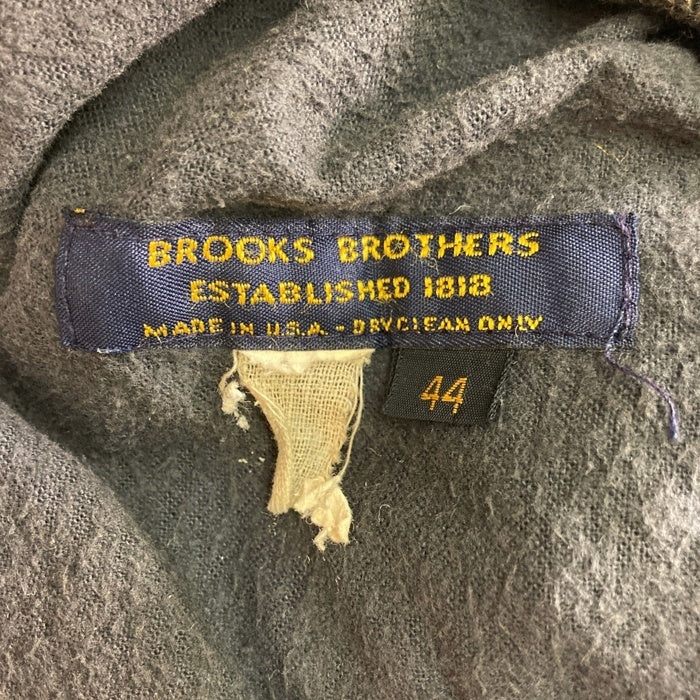 BROOKS BROTHERS
ESTABLISHED 1818
MADE IN U.S.A. - DRYCLEAN ONLY
44